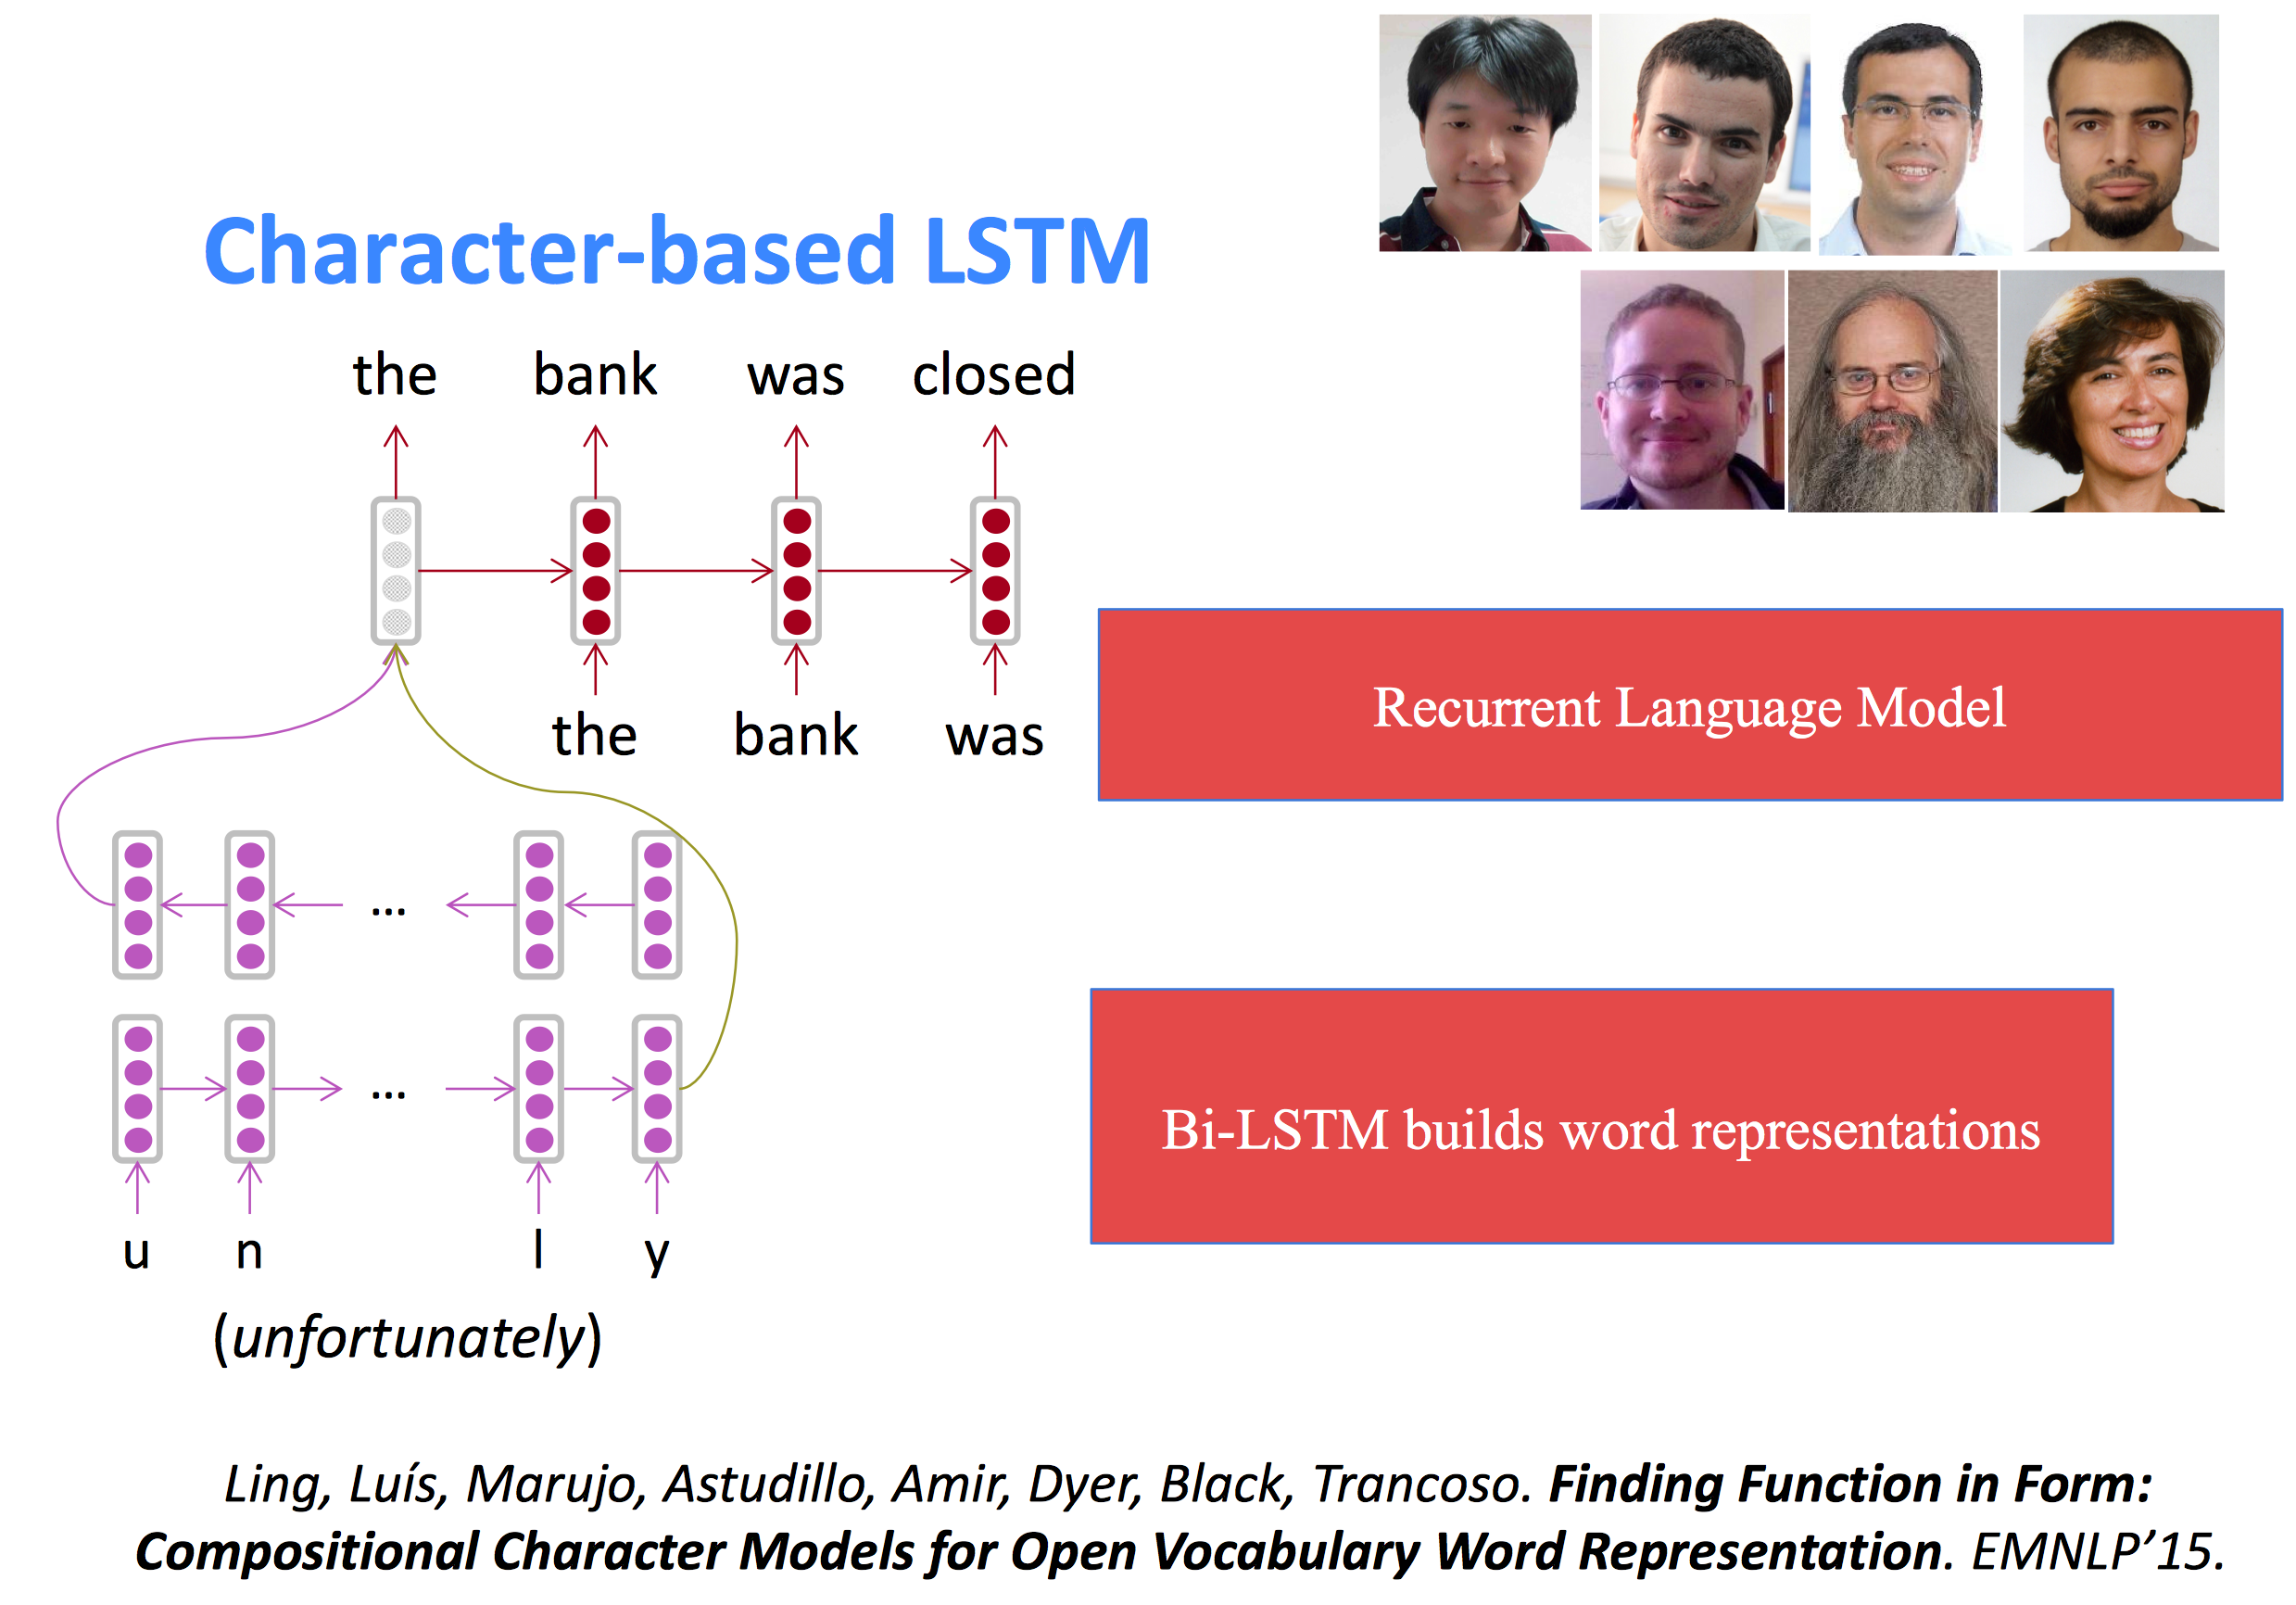 Character-based LSTM
the bank was closed
the bank was
Recurrent Language Model
...
...
Bi-LSTM builds word representations
u n l y
(unfortunately)
Ling, Luís, Marujo, Astudillo, Amir, Dyer, Black, Trancoso. Finding Function in Form:
Compositional Character Models for Open Vocabulary Word Representation. EMNLP’15.